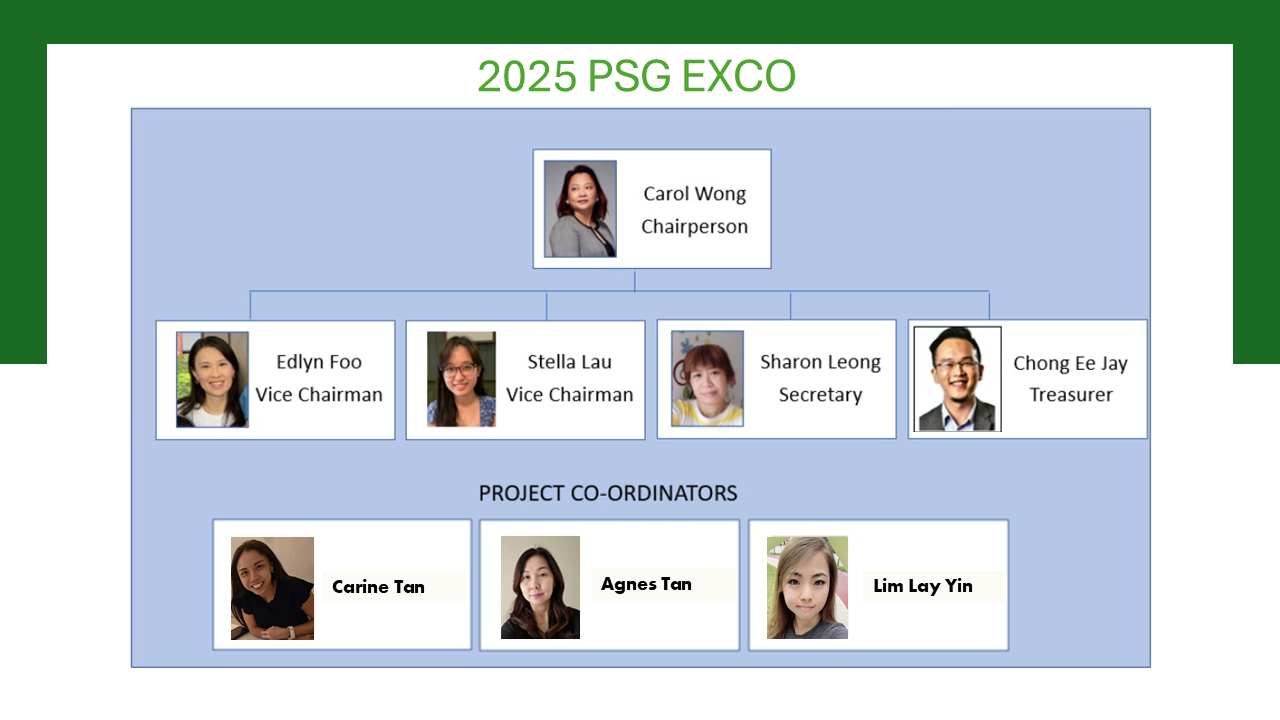 2025 PSG EXCO
Carol Wong
Chairperson
Edlyn Foo
Vice Chairman
Stella Lau
Vice Chairman
Sharon Leong
Secretary
Chong Ee Jay
Treasurer
PROJECT CO-ORDINATORS
Carine Tan
Agnes Tan
Lim Lay Yin